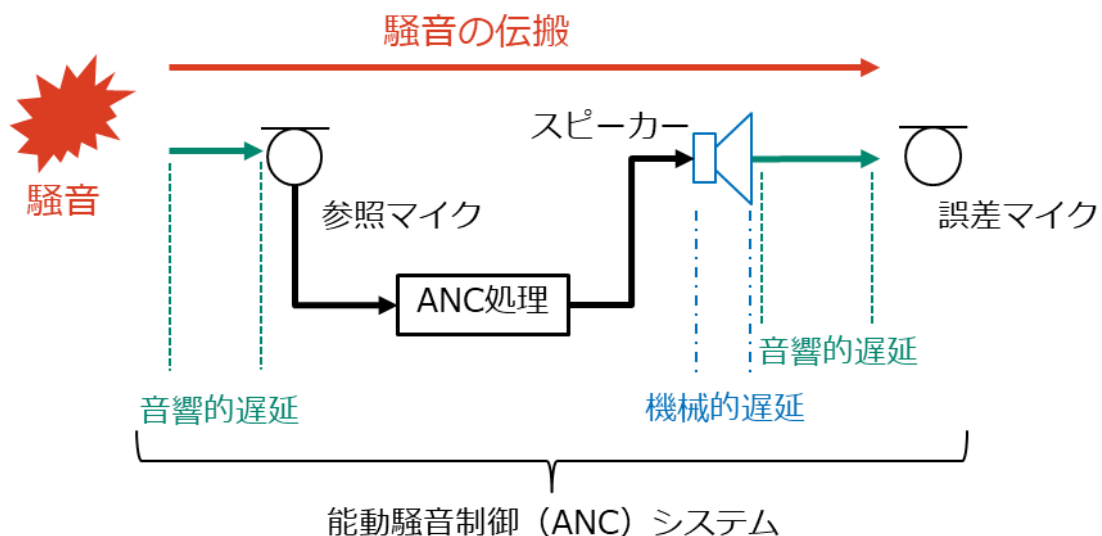 騒音の伝搬
スピーカー
騒音
参照マイク
誤差マイク
ANC処理
音響的遅延
音響的遅延
機械的遅延
能動騒音制御（ANC）システム